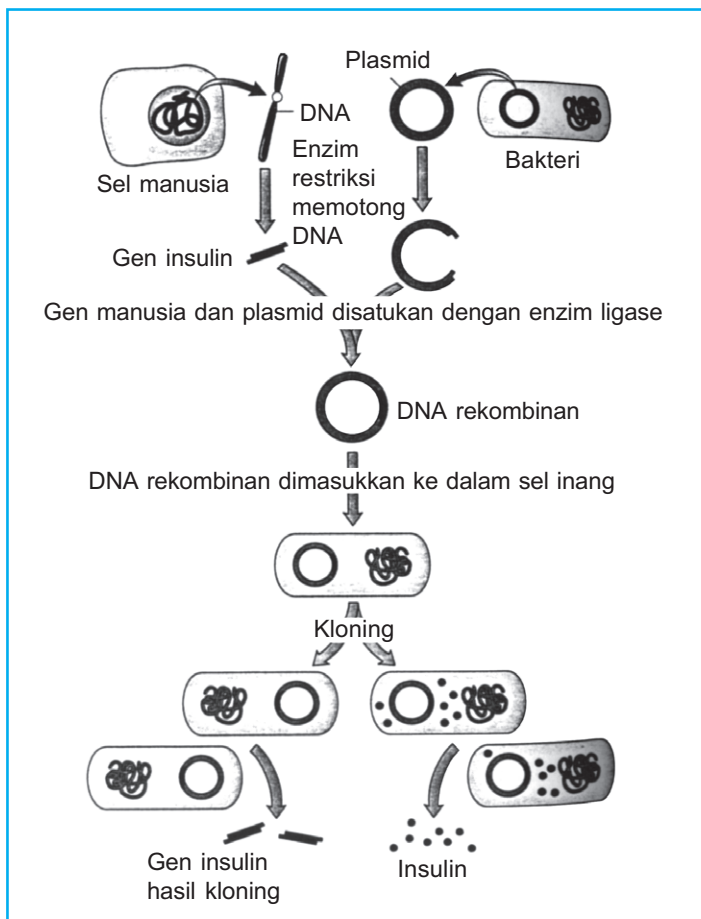 Plasmid
DNA
Sel manusia
Bakteri
Enzim
restriksi
memotong
DNA
Gen insulin
Gen manusia dan plasmid disatukan dengan enzim ligase
DNA rekombinan
DNA rekombinan dimasukkan ke dalam sel inang
Kloning
Gen insulin
hasil kloning
Insulin